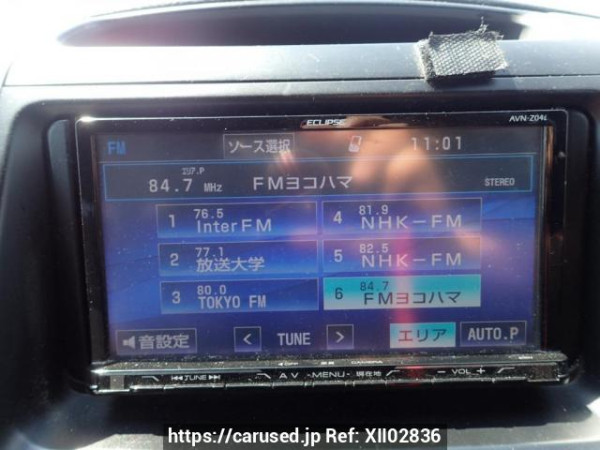 ECLIPSE AVN-Z04i
FM ソース選択 11:01
84.7 MHz FMヨコハマ STEREO
1 76.5 InterFM
4 81.9 NHK-FM
2 77.1 放送大学
5 82.5 NHK-FM
3 80.0 TOKYO FM
6 84.7 FMヨコハマ
音設定 < TUNE > エリア AUTO.P
TUNE AV -MENU- 現在地 - VOL +
https://carused.jp Ref: XII02836